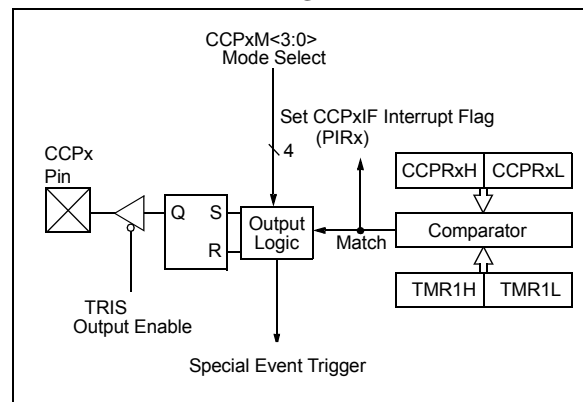 CCPxM<3:0>
Mode Select
Set CCPxIF Interrupt Flag
(PIRx)
4
CCPx
Pin
CCPRxH CCPRxL
Q S
R
Output
Logic
Match
Comparator
TRIS
Output Enable
TMR1H TMR1L
Special Event Trigger